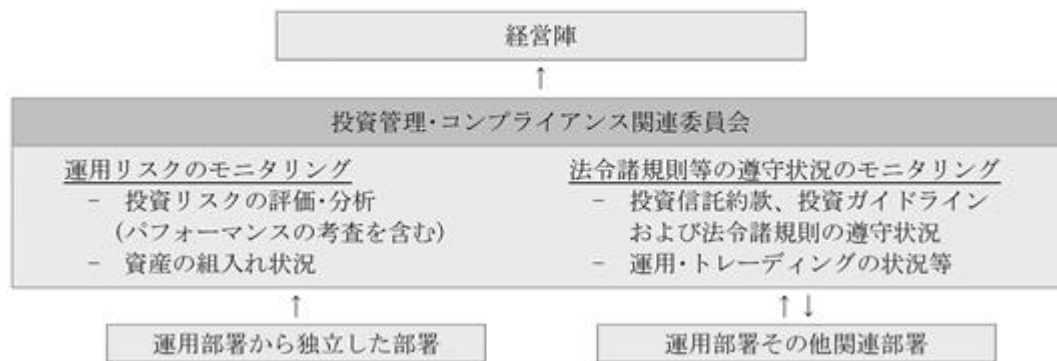 経営陣
↑
投資管理・コンプライアンス関連委員会
運用リスクのモニタリング
− 投資リスクの評価・分析
(パフォーマンスの考査を含む)
− 資産の組入れ状況
法令諸規則等の遵守状況のモニタリング
− 投資信託約款、投資ガイドライン
および法令諸規則の遵守状況
− 運用・トレーディングの状況等
↑
↑↓
運用部署から独立した部署
運用部署その他関連部署